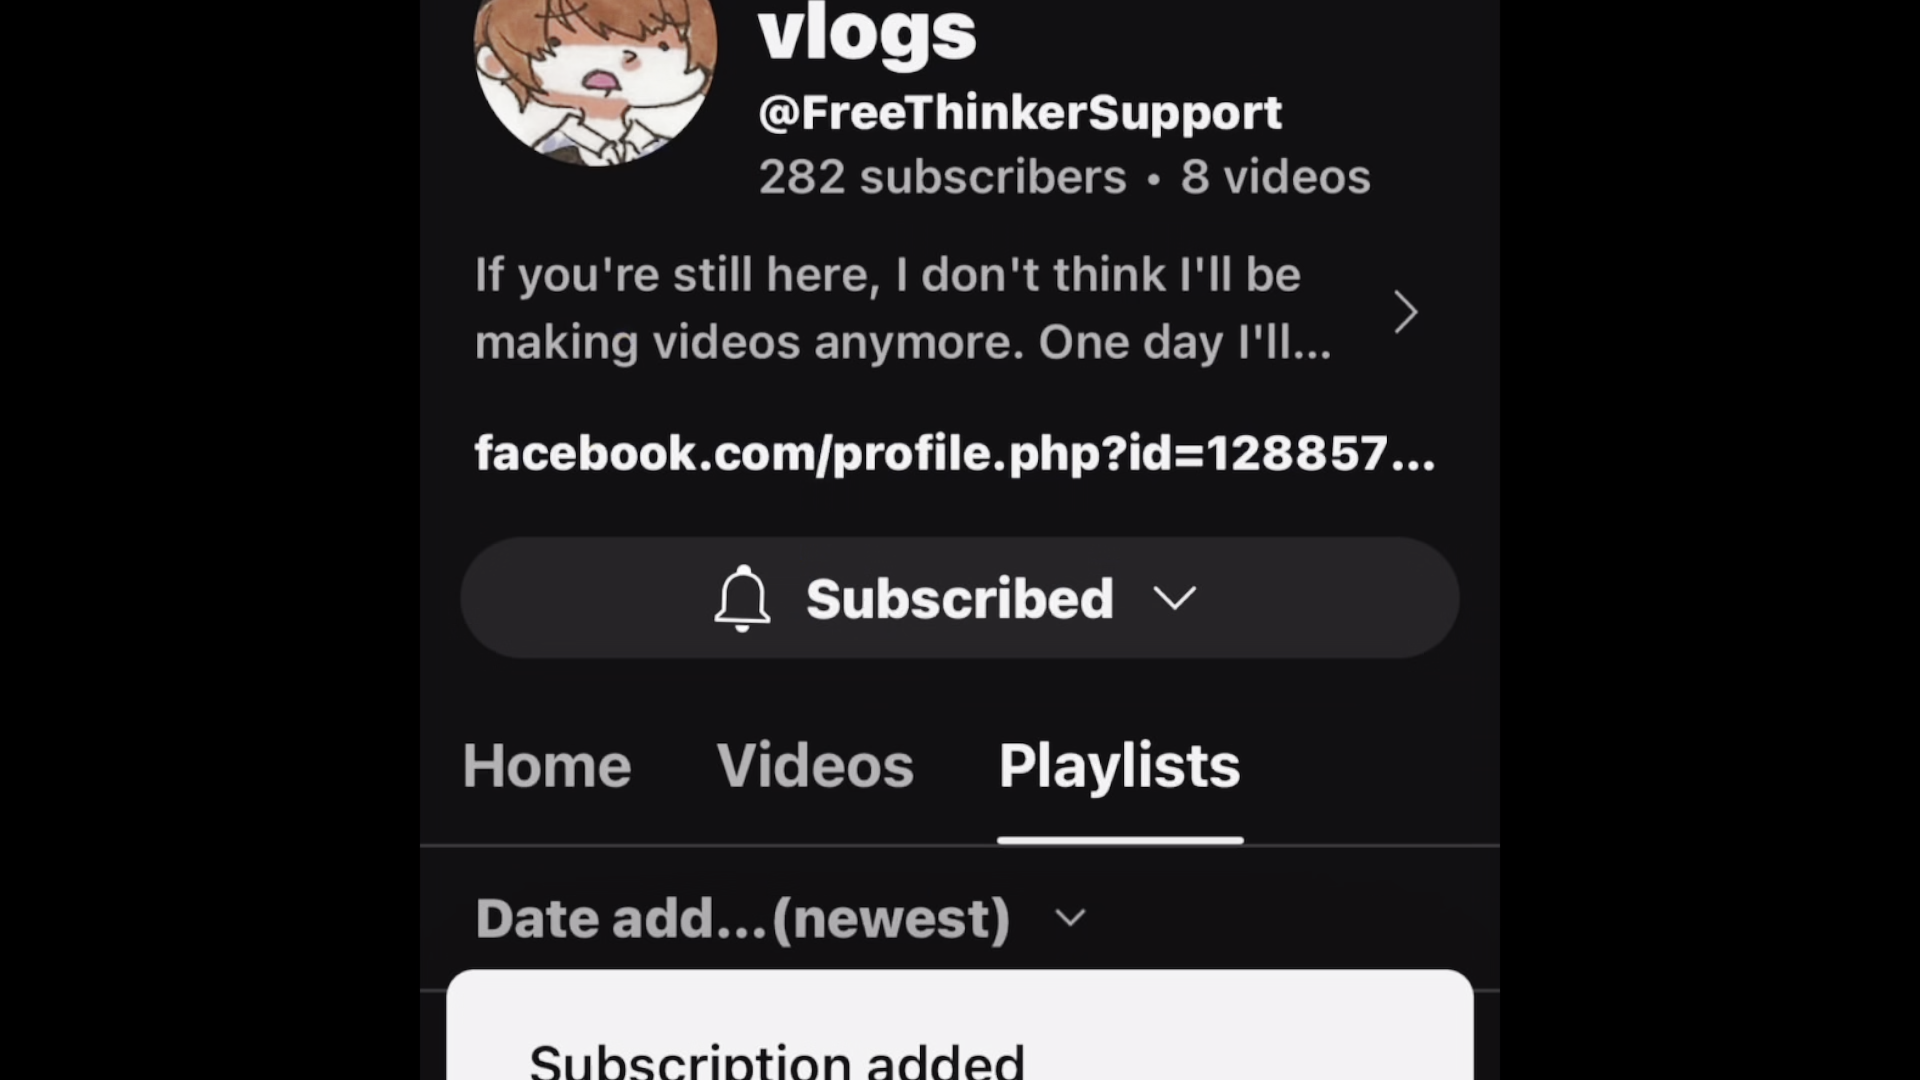 vlogs
@FreeThinkerSupport
282 subscribers • 8 videos
If you're still here, I don't think I'll be
making videos anymore. One day I'll...
facebook.com/profile.php?id=128857...
Subscribed
Home Videos Playlists
Date add...(newest)
Subscription added